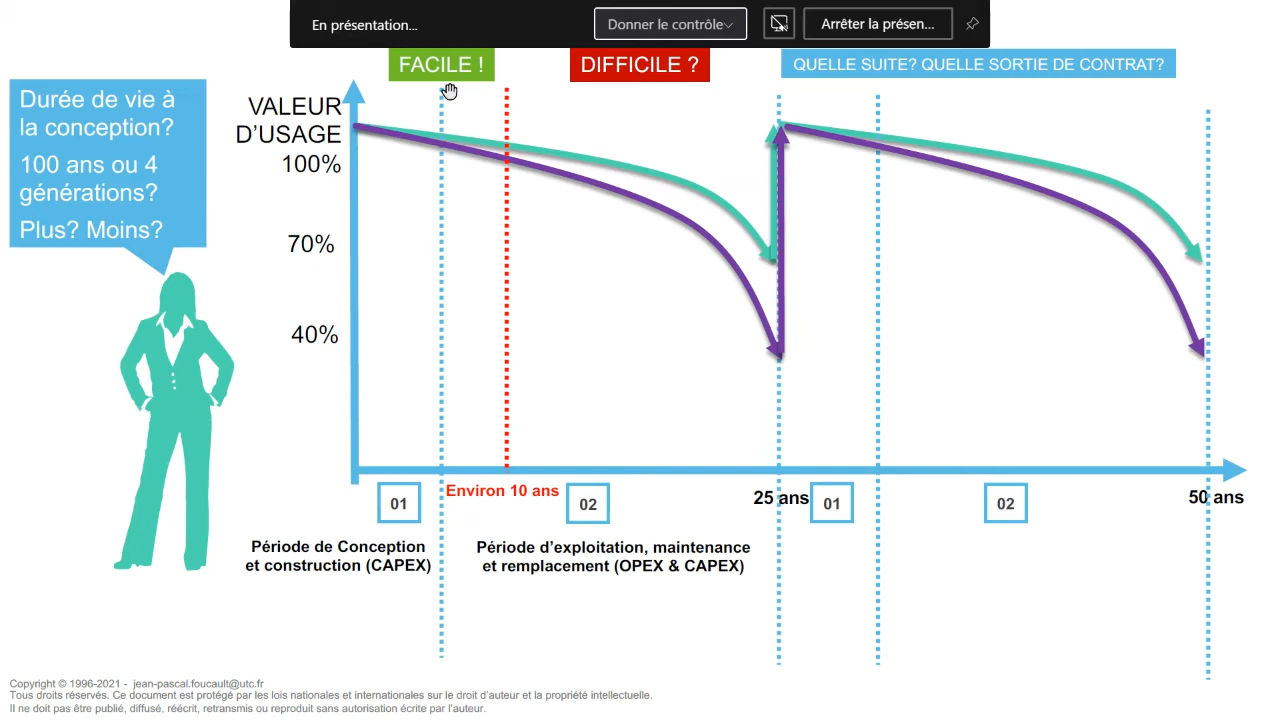 En présentation...
Donner le contrôle
Arrêter la présen...
FACILE !
DIFFICILE ?
QUELLE SUITE? QUELLE SORTIE DE CONTRAT?
Durée de vie à
la conception?
100 ans ou 4
générations?
Plus? Moins?
VALEUR
D'USAGE
100%
70%
40%
01
Environ 10 ans
02
25 ans
01
02
50 ans
Période de Conception
et construction (CAPEX)
Période d'exploitation, maintenance
et remplacement (OPEX & CAPEX)
Copyright © 1996-2021 - jean-pascal.foucault@utc.fr
Tous droits réservés. Ce document est protégé par les lois nationales et internationales sur le droit d'auteur et la propriété intellectuelle.
Il ne doit pas être publié, diffusé, réécrit, retransmis ou reproduit sans autorisation écrite par l'auteur.